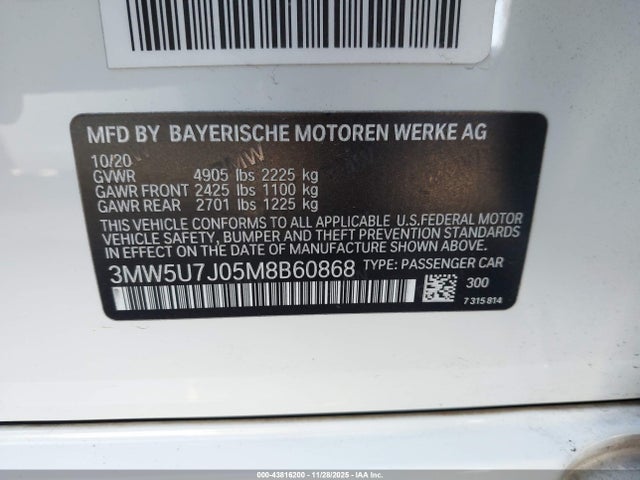 MFD BY BAYERISCHE MOTOREN WERKE AG
10/20
GVWR 4905 lbs 2225 kg
GAWR FRONT 2425 lbs 1100 kg
GAWR REAR 2701 lbs 1225 kg
THIS VEHICLE CONFORMS TO ALL APPLICABLE U.S.FEDERAL MOTOR
VEHICLE SAFETY, BUMPER AND THEFT PREVENTION STANDARDS
IN EFFECT ON THE DATE OF MANUFACTURE SHOWN ABOVE.
3MW5U7J05M8B60868 TYPE: PASSENGER CAR
300
7 315 814
000-43816200 - 11/28/2025 - IAA Inc.